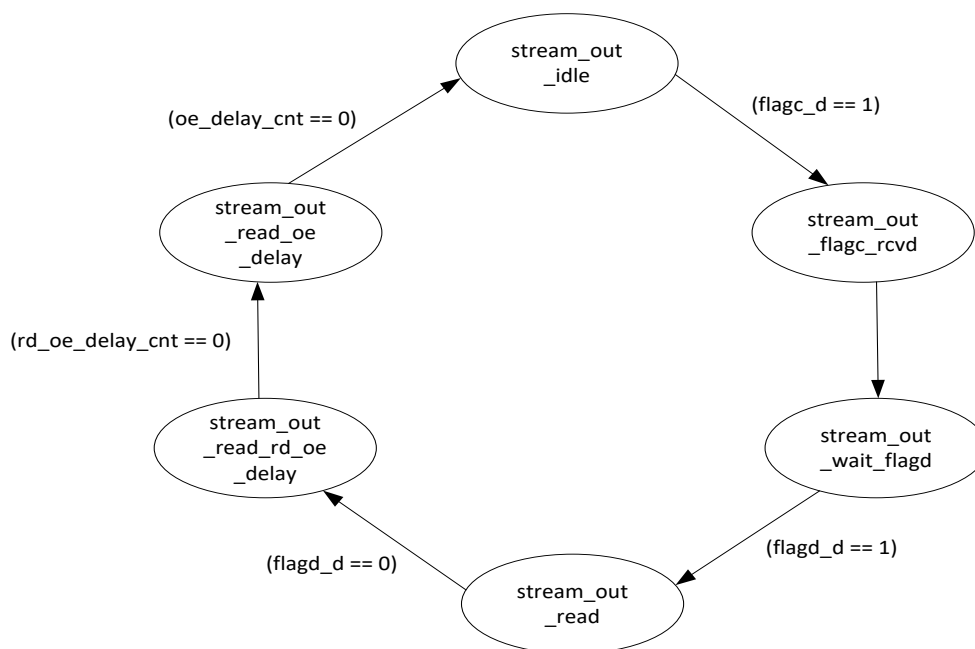 stream_out
_idle
(oe_delay_cnt == 0)
(flagc_d == 1)
stream_out
_read_oe
_delay
stream_out
_flagc_rcvd
(rd_oe_delay_cnt == 0)
stream_out
_read_rd_oe
_delay
stream_out
_wait_flagd
(flagd_d == 0)
(flagd_d == 1)
stream_out
_read